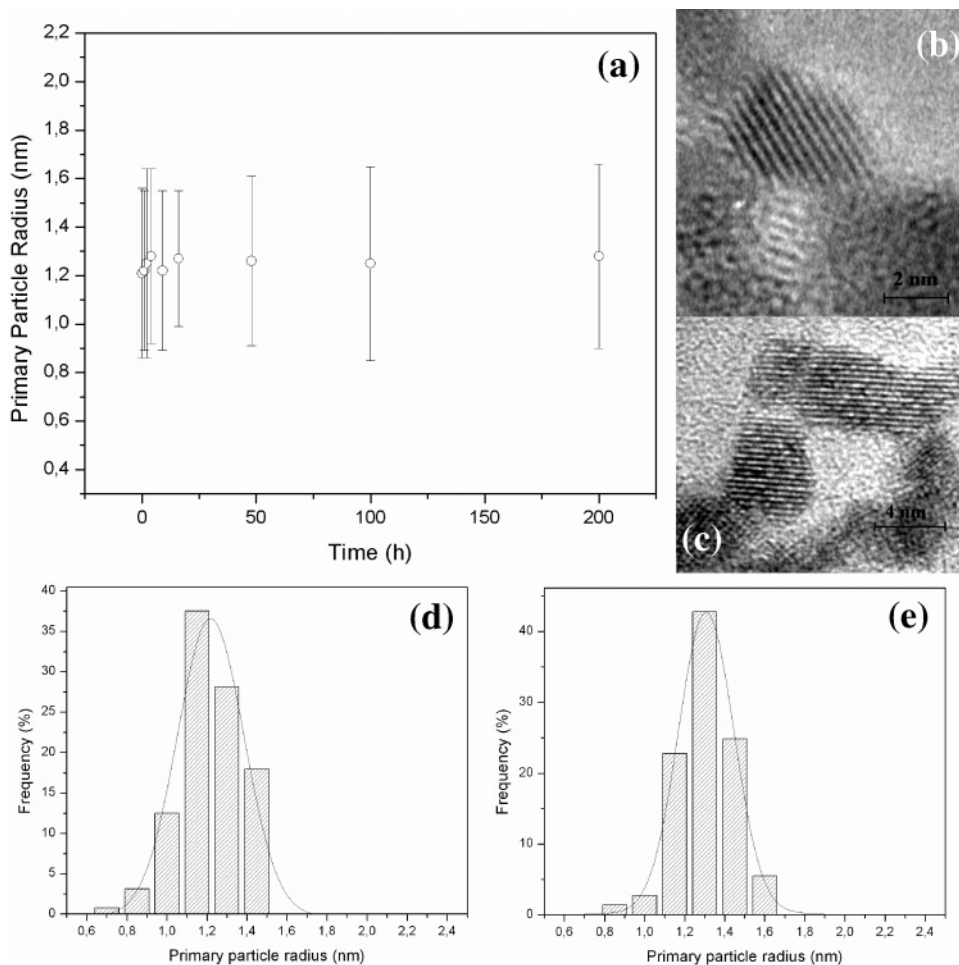 (a)
2,2
2,0
1,8
1,6
1,4
1,2
1,0
0,8
0,6
0,4
Primary Particle Radius (nm)
0 50 100 150 200
Time (h)
(b)
2 nm
(c)
4 nm
(d)
40
35
30
25
20
15
10
5
0
Frequency (%)
0,6 0,8 1,0 1,2 1,4 1,6 1,8 2,0 2,2 2,4
Primary particle radius (nm)
(e)
40
30
20
10
0
Frequency (%)
0,6 0,8 1,0 1,2 1,4 1,6 1,8 2,0 2,2 2,4
Primary particle radius (nm)